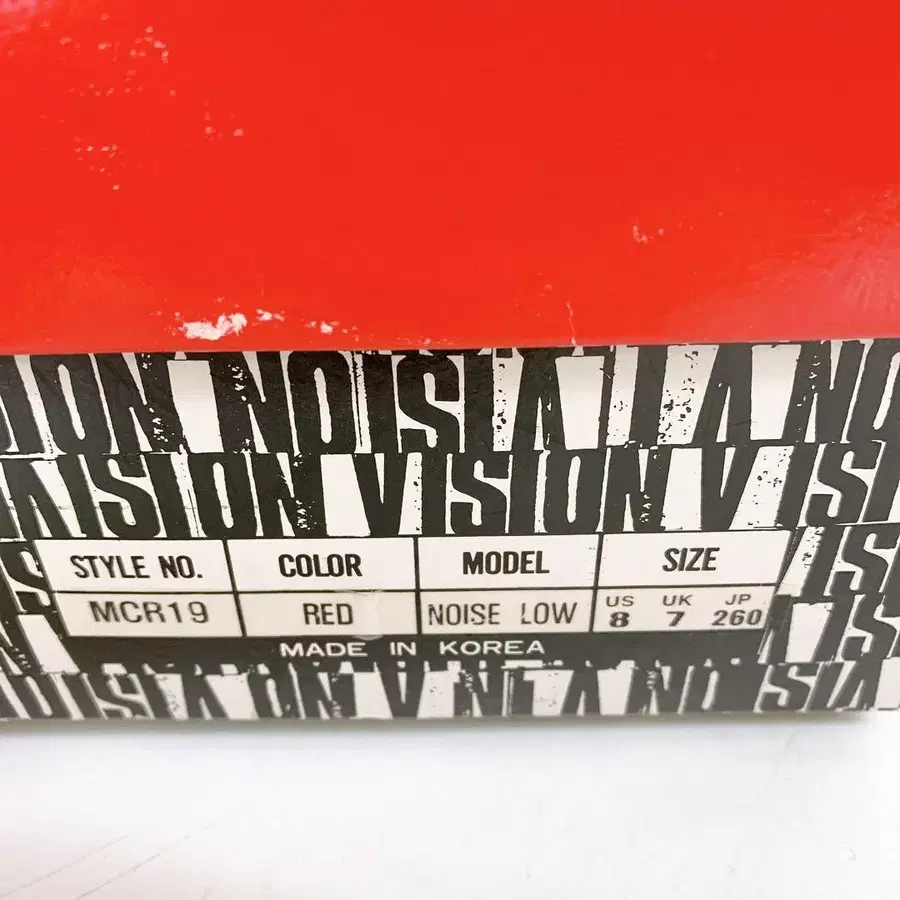 VISION VISION
STYLE NO. COLOR MODEL SIZE
MCR19 RED NOISE LOW US 8 UK 7 JP 260
MADE IN KOREA